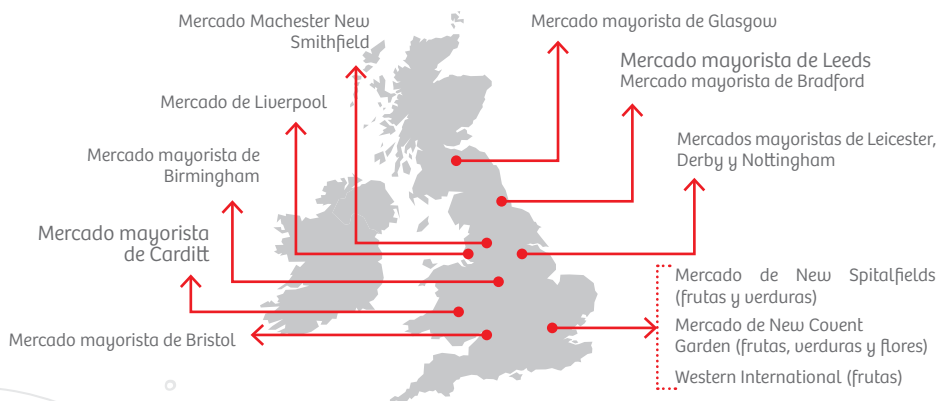 Mercado Machester New
Smithfield
Mercado mayorista de Glasgow
Mercado mayorista de Leeds
Mercado mayorista de Bradford
Mercado de Liverpool
Mercados mayoristas de Leicester,
Derby y Nottingham
Mercado mayorista de
Birmingham
Mercado mayorista
de Carditt
Mercado de New Spitalfields
(frutas y verduras)
Mercado de New Covent
Garden (frutas, verduras y flores)
Western International (frutas)
Mercado mayorista de Bristol